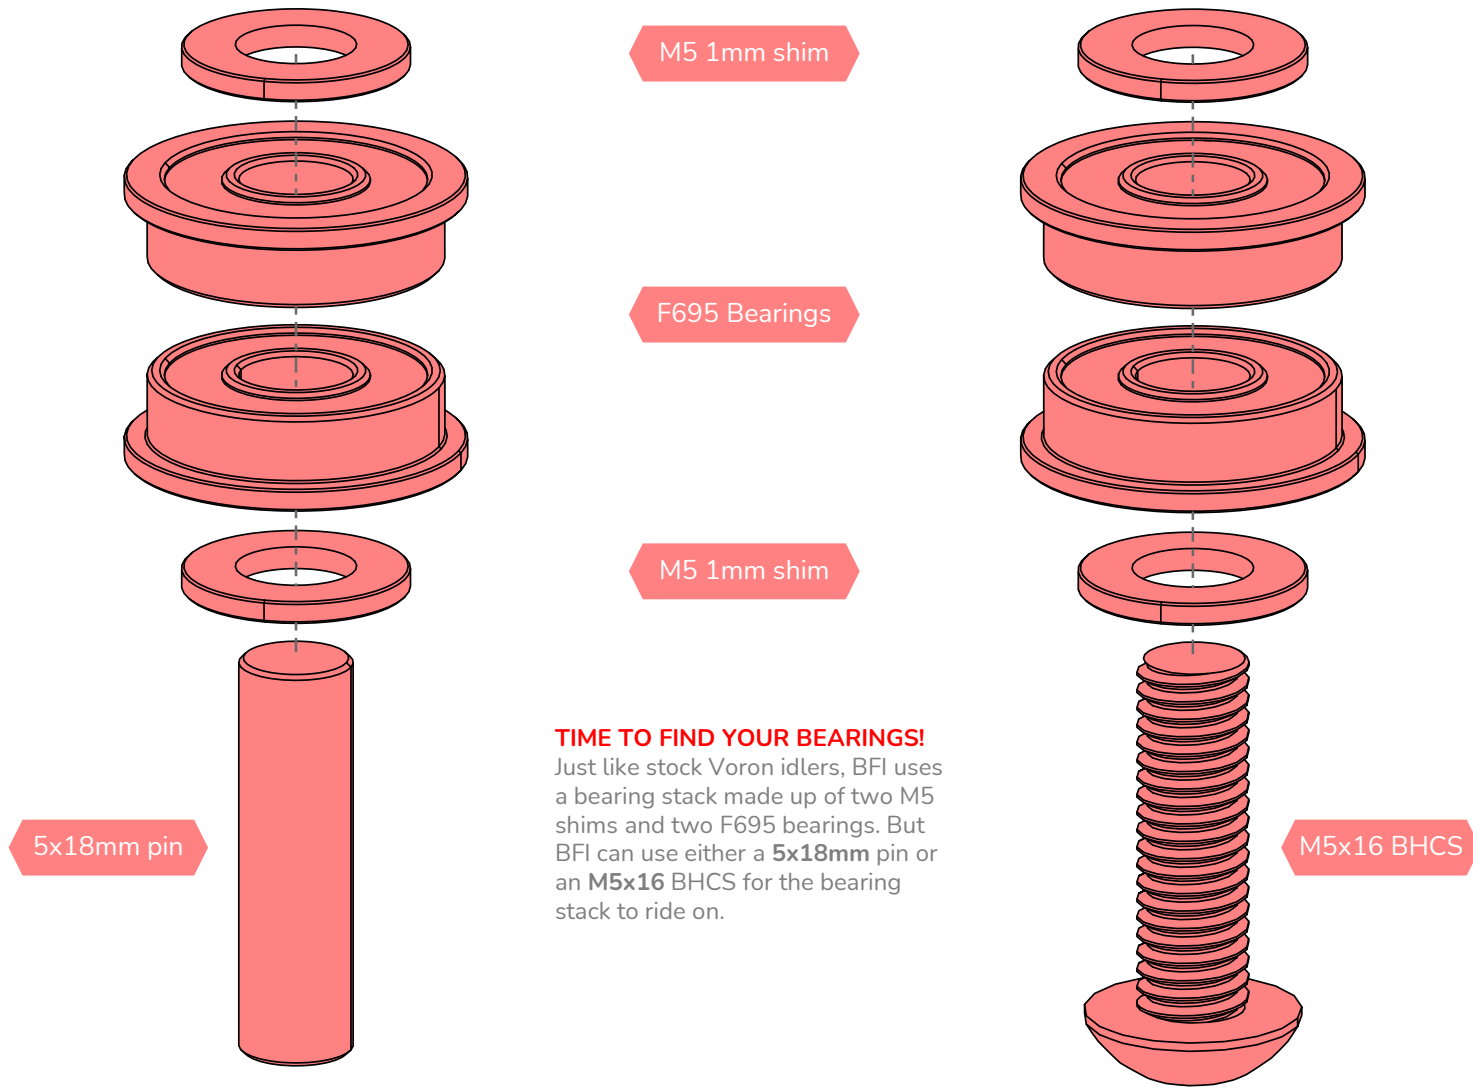 M5 1mm shim
F695 Bearings
M5 1mm shim
TIME TO FIND YOUR BEARINGS!
Just like stock Voron idlers, BFI uses
a bearing stack made up of two M5
shims and two F695 bearings. But
BFI can use either a 5x18mm pin or
an M5x16 BHCS for the bearing
stack to ride on.
5x18mm pin
M5x16 BHCS